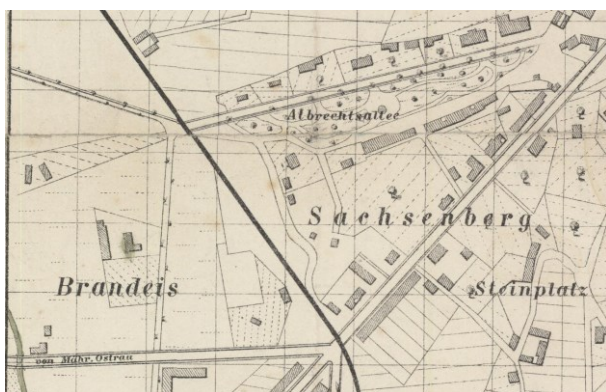 Albrechtsallee
Sachsenberg
Brandeis
Steinplatz
von Mähr. Ostrau